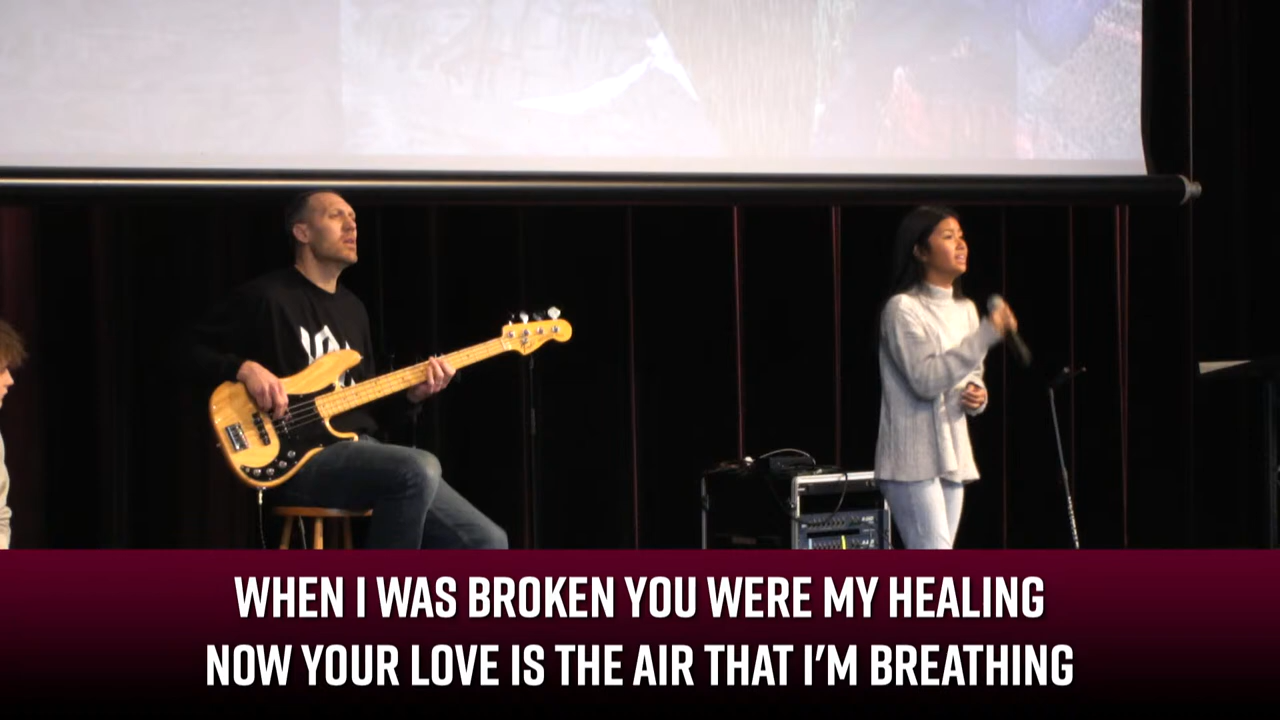 WHEN I WAS BROKEN YOU WERE MY HEALING
NOW YOUR LOVE IS THE AIR THAT I'M BREATHING